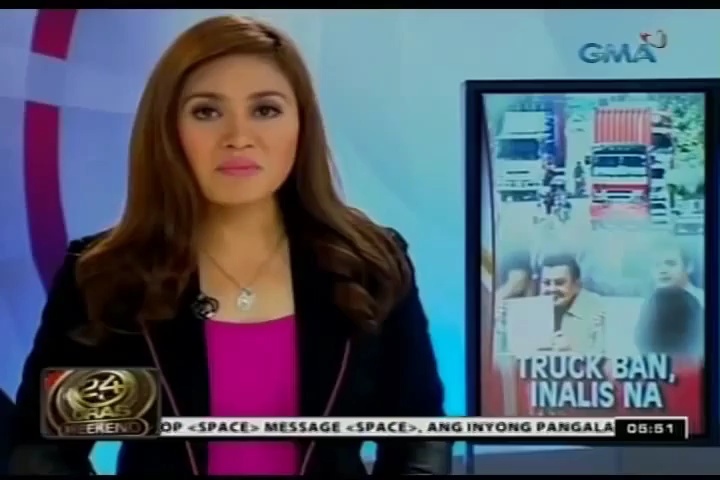 GMA
TRUCK BAN,
INALIS NA
24
ORAS
WEEKEND
OP <SPACE> MESSAGE <SPACE>, ANG INYONG PANGALA
05:51